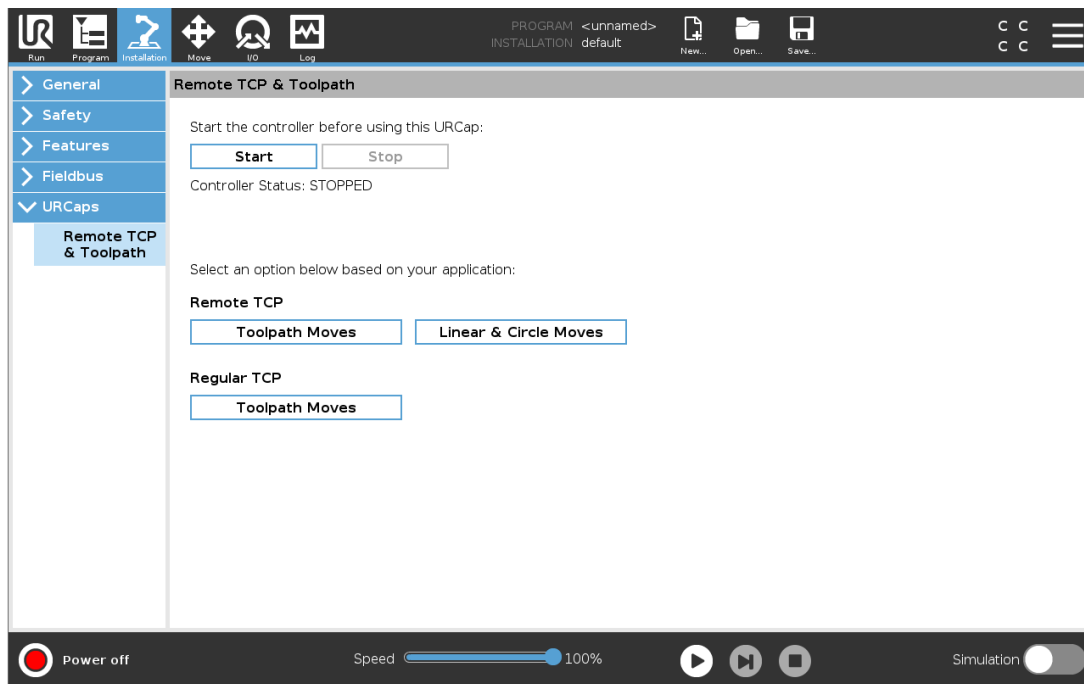 PROGRAM <unnamed>
INSTALLATION default
UR
Run Program Installation Move I/O Log New... Open... Save...
C C
C C
General
Safety
Features
Fieldbus
URCaps
Remote TCP
& Toolpath
Remote TCP & Toolpath
Start the controller before using this URCap:
Start Stop
Controller Status: STOPPED
Select an option below based on your application:
Remote TCP
Toolpath Moves Linear & Circle Moves
Regular TCP
Toolpath Moves
Power off Speed 100% Simulation